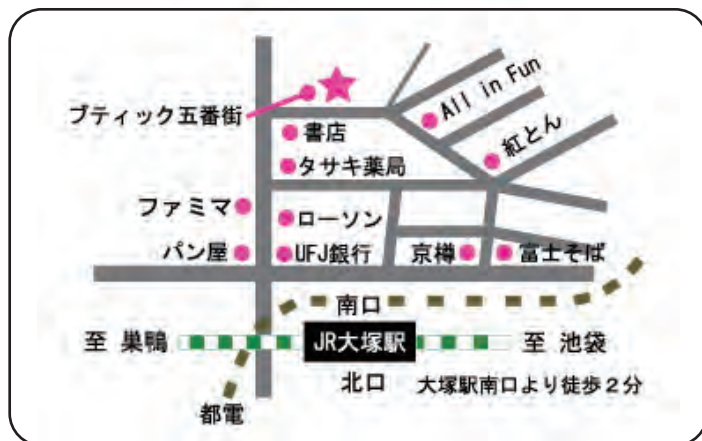 All in Fun
ブティック五番街
書店
紅とん
タサキ薬局
ファミマ
ローソン
パン屋
UFJ銀行
京樽
富士そば
南口
至 巣鴨
JR大塚駅
至 池袋
北口
大塚駅南口より徒歩2分
都電